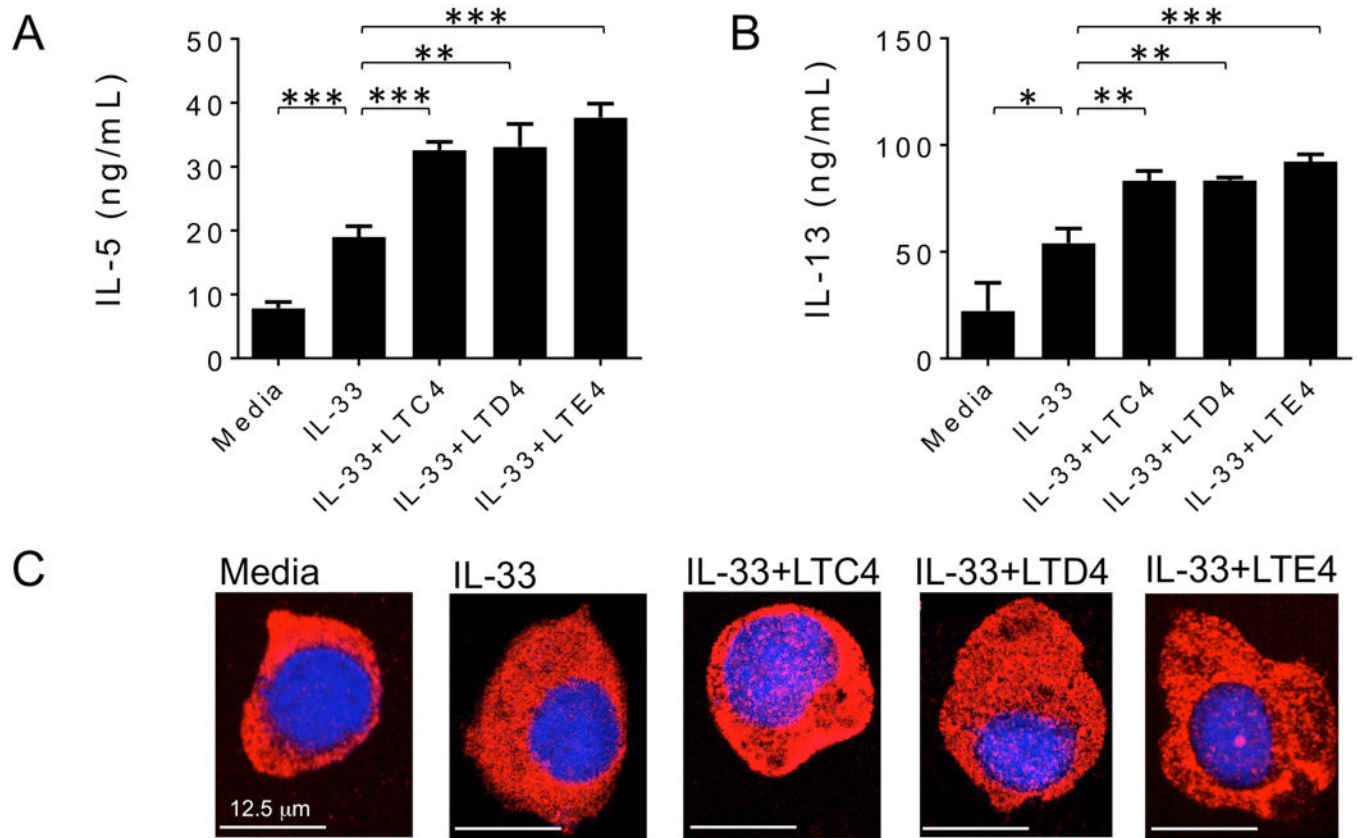 A
IL-5 (ng/mL)
50
40
30
20
10
0
***
**
*** ***
Media
IL-33
IL-33+LTC4
IL-33+LTD4
IL-33+LTE4
B
IL-13 (ng/mL)
150
100
50
0
***
**
* **
Media
IL-33
IL-33+LTC4
IL-33+LTD4
IL-33+LTE4
C
Media
IL-33
IL-33+LTC4
IL-33+LTD4
IL-33+LTE4
12.5 μm